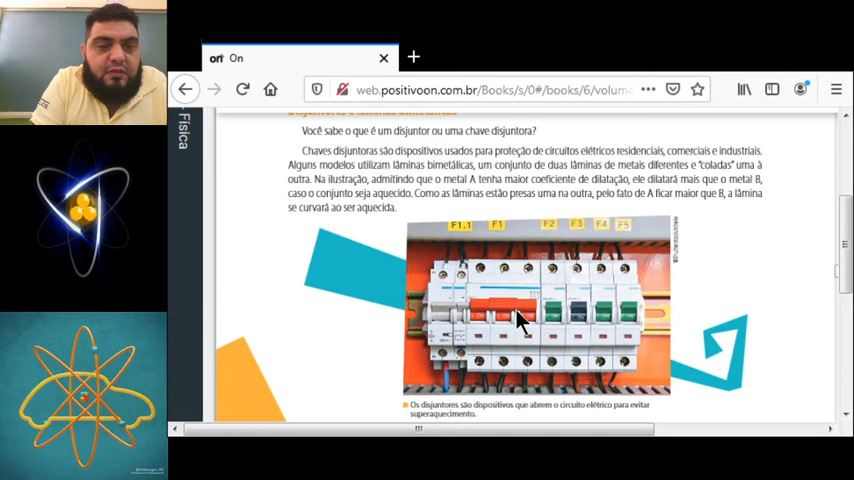 on On
web.positivoon.com.br/Books/s/0#/books/6/volum
- Física
Disjuntores e lâminas bimetálicas
Você sabe o que é um disjuntor ou uma chave disjuntora?
Chaves disjuntoras são dispositivos usados para proteção de circuitos elétricos residenciais, comerciais e industriais.
Alguns modelos utilizam lâminas bimetálicas, um conjunto de duas lâminas de metais diferentes e “coladas” uma à
outra. Na ilustração, admitindo que o metal A tenha maior coeficiente de dilatação, ele dilatará mais que o metal B,
caso o conjunto seja aquecido. Como as lâminas estão presas uma na outra, pelo fato de A ficar maior que B, a lâmina
se curvará ao ser aquecida.
F1.1 F1 F2 F3 F4 F5
Os disjuntores são dispositivos que abrem o circuito elétrico para evitar
superaquecimento.